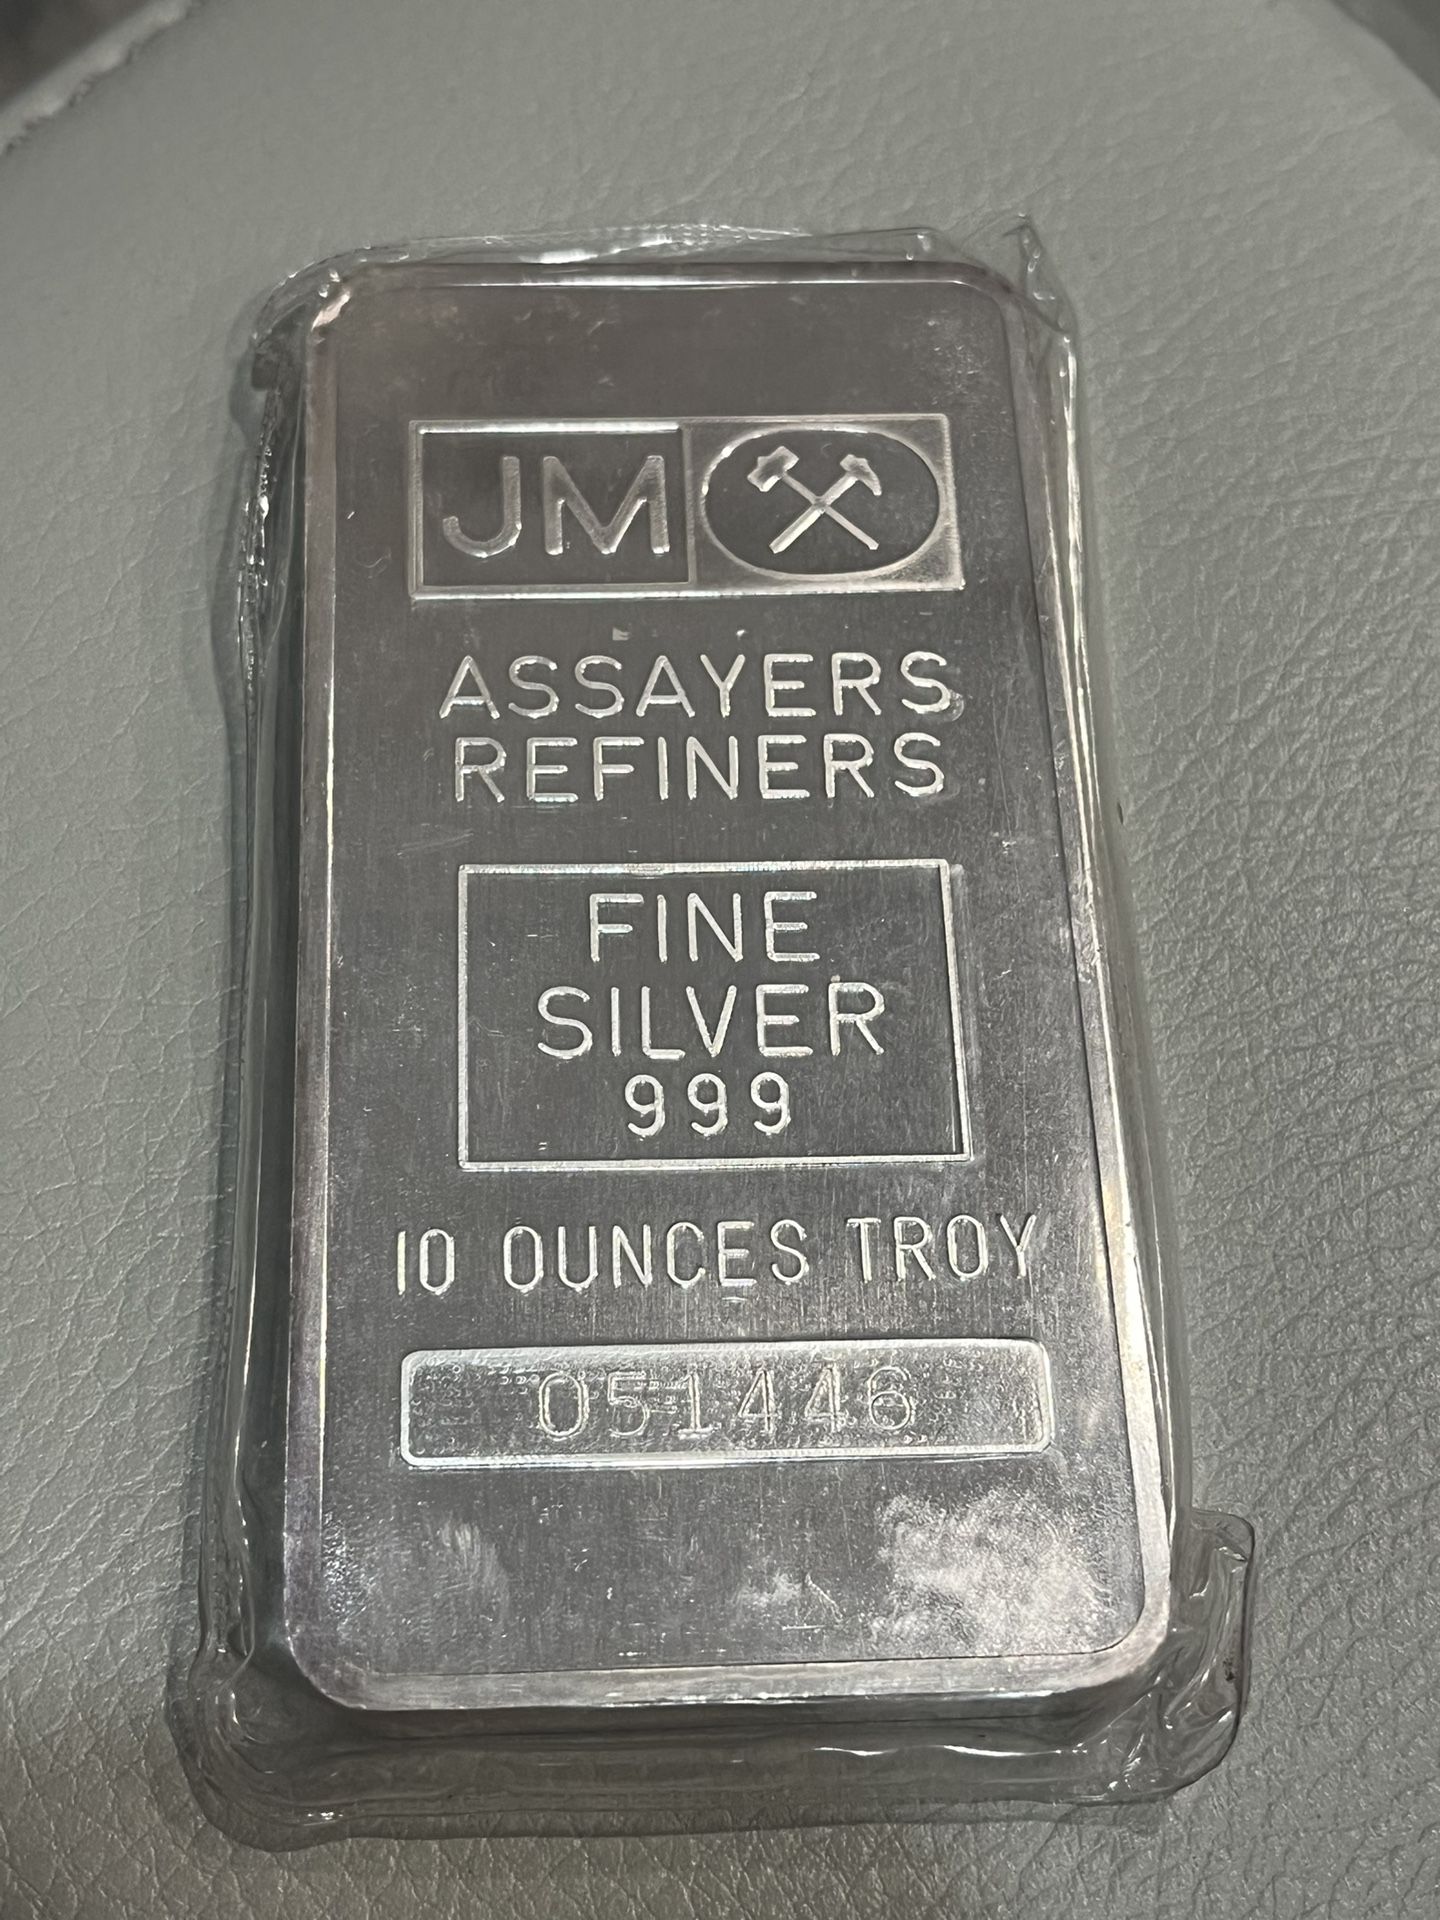 JM
ASSAYERS
REFINERS
FINE
SILVER
999
10 OUNCES TROY
051446